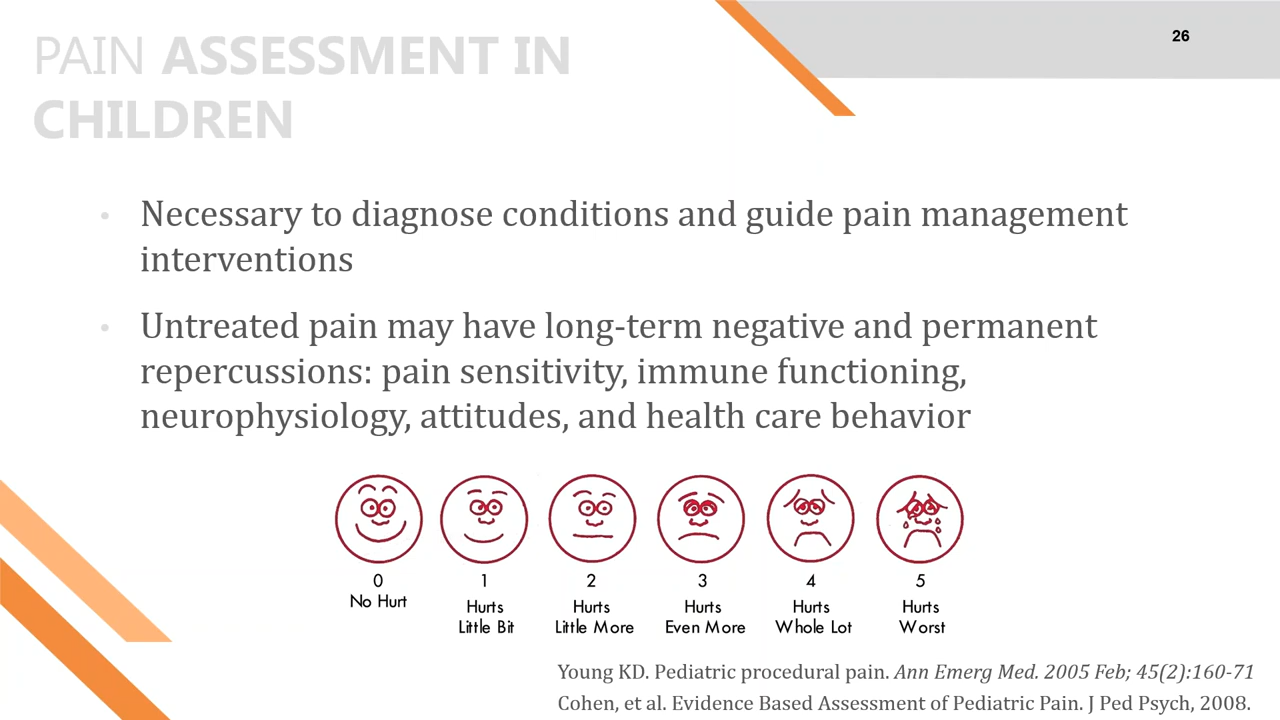 26
PAIN ASSESSMENT IN
CHILDREN
• Necessary to diagnose conditions and guide pain management
interventions
• Untreated pain may have long-term negative and permanent
repercussions: pain sensitivity, immune functioning,
neurophysiology, attitudes, and health care behavior
0 1 2 3 4 5
No Hurt Hurts Hurts Hurts Hurts Hurts
Little Bit Little More Even More Whole Lot Worst
Young KD. Pediatric procedural pain. Ann Emerg Med. 2005 Feb; 45(2):160-71
Cohen, et al. Evidence Based Assessment of Pediatric Pain. J Ped Psych, 2008.